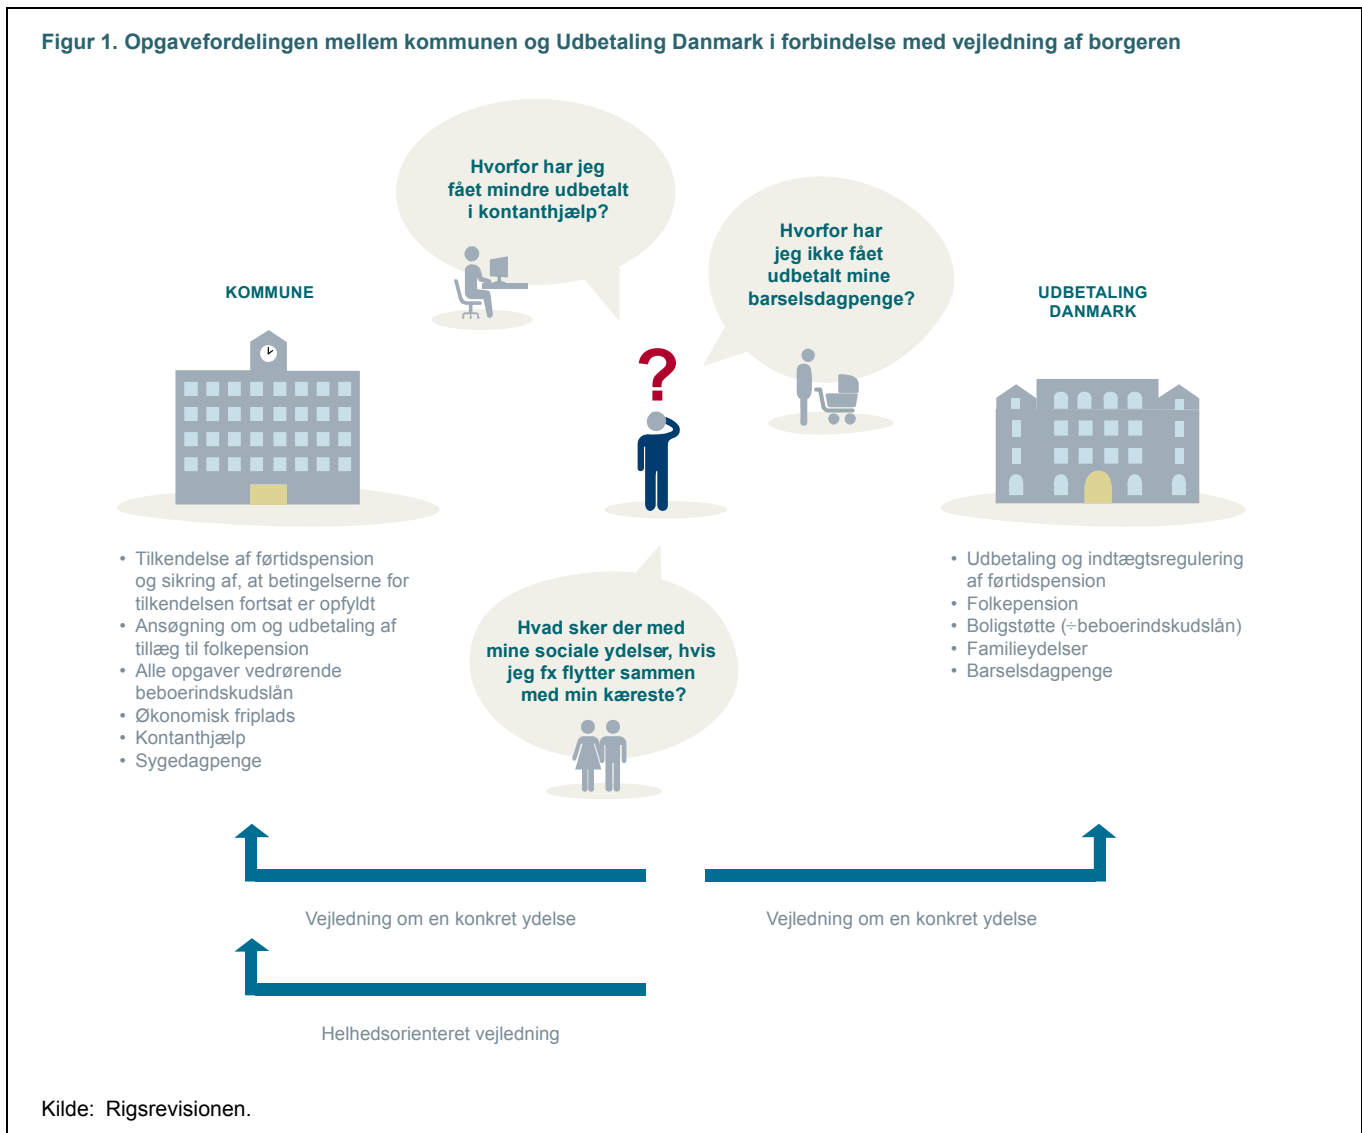 Figur 1. Opgavefordelingen mellem kommunen og Udbetaling Danmark i forbindelse med vejledning af borgeren
Hvorfor har jeg
fået mindre udbetalt
i kontanthjælp?
Hvorfor har
jeg ikke fået
udbetalt mine
barselsdagpenge?
KOMMUNE
UDBETALING
DANMARK
?
• Tilkendelse af førtidspension
og sikring af, at betingelserne for
tilkendelsen fortsat er opfyldt
• Ansøgning om og udbetaling af
tillæg til folkepension
• Alle opgaver vedrørende
beboerindskudslån
• Økonomisk friplads
• Kontanthjælp
• Sygedagpenge
Hvad sker der med
mine sociale ydelser, hvis
jeg fx flytter sammen
med min kæreste?
• Udbetaling og indtægtsregulering
af førtidspension
• Folkepension
• Boligstøtte (÷beboerindskudslån)
• Familieydelser
• Barselsdagpenge
Vejledning om en konkret ydelse
Vejledning om en konkret ydelse
Helhedsorienteret vejledning
Kilde: Rigsrevisionen.